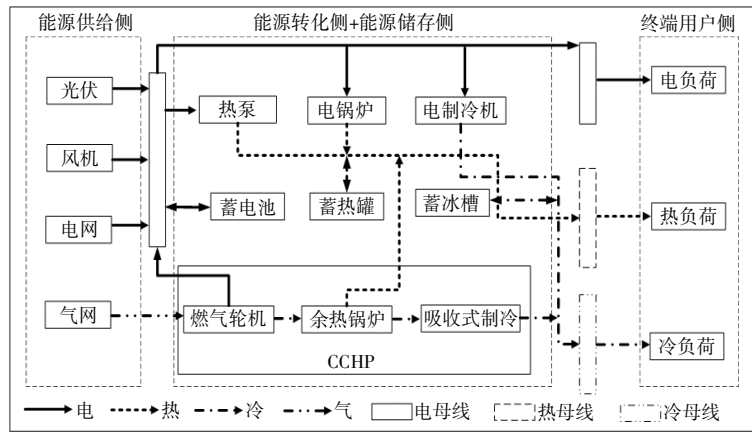 能源供给侧 能源转化侧+能源储存侧 终端用户侧
光伏 热泵 电锅炉 电制冷机 电负荷
风机
蓄电池 蓄热罐 蓄冰槽 热负荷
电网
气网 燃气轮机 余热锅炉 吸收式制冷 冷负荷
CCHP
电 热 冷 气 电母线 热母线 冷母线